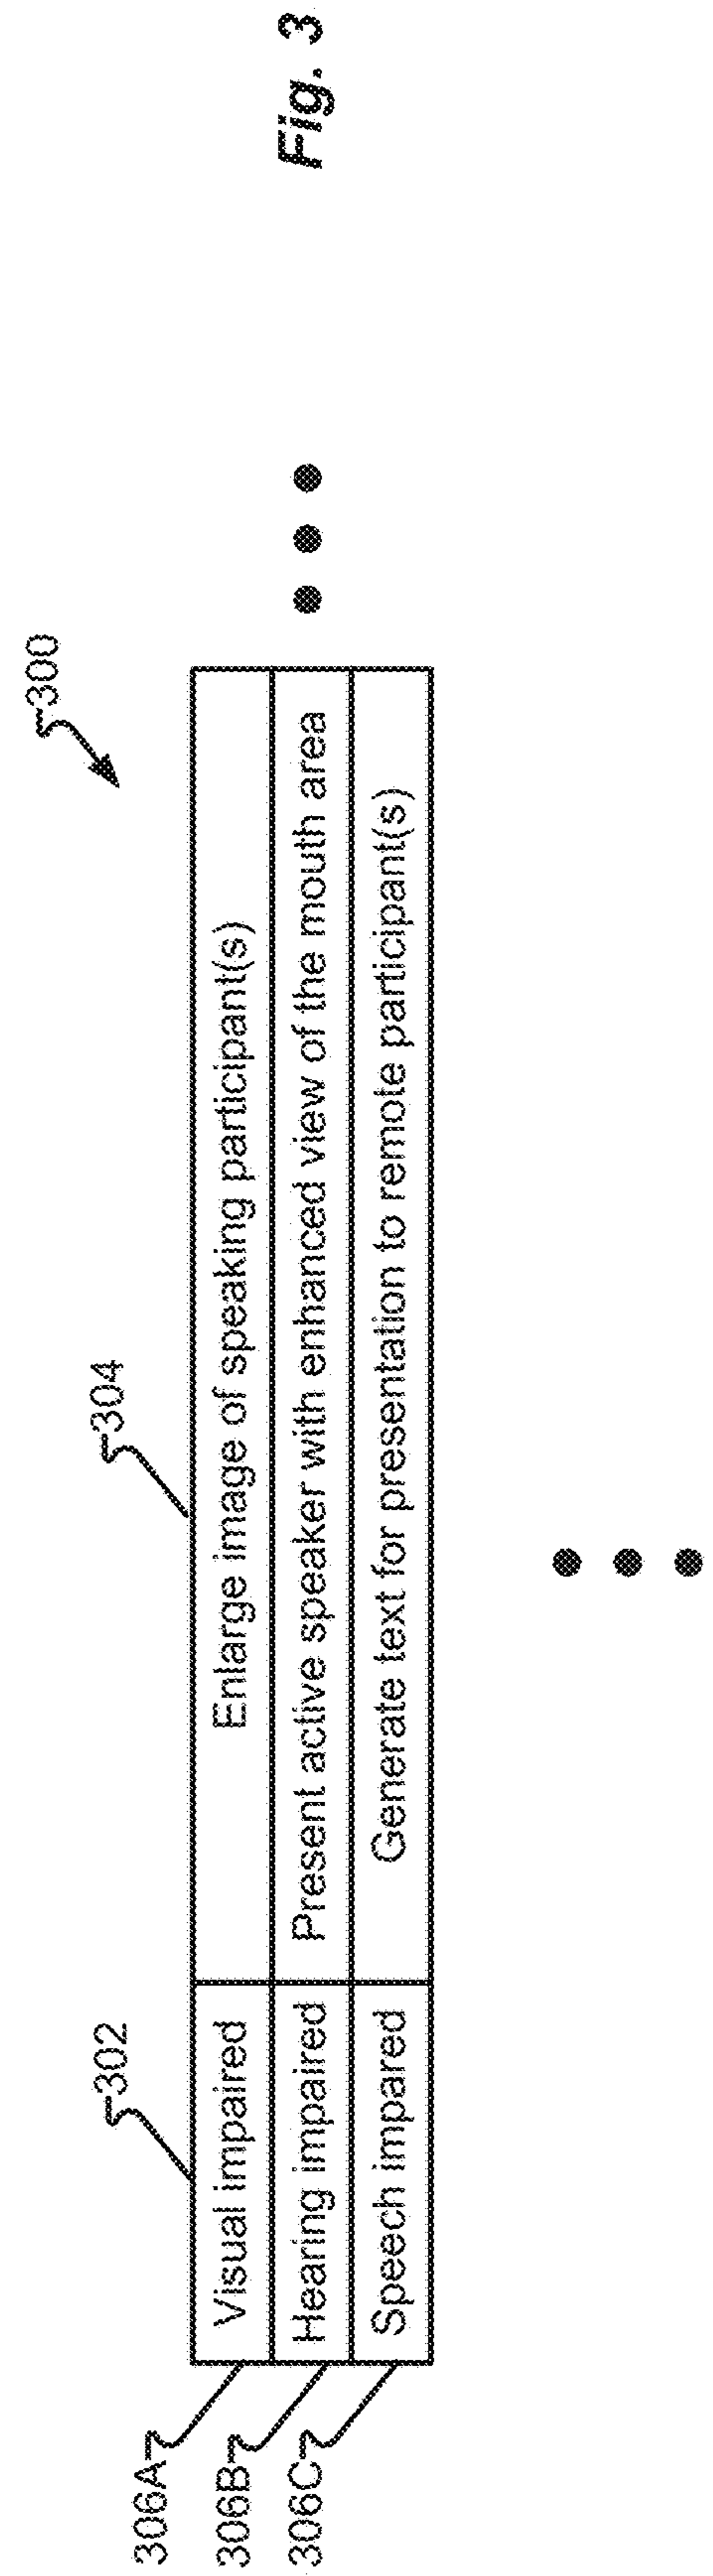 300
302
304
306A
Visual impaired
Enlarge image of speaking participant(s)
306B
Hearing impaired
Present active speaker with enhanced view of the mouth area
306C
Speech impared
Generate text for presentation to remote participant(s)
Fig. 3